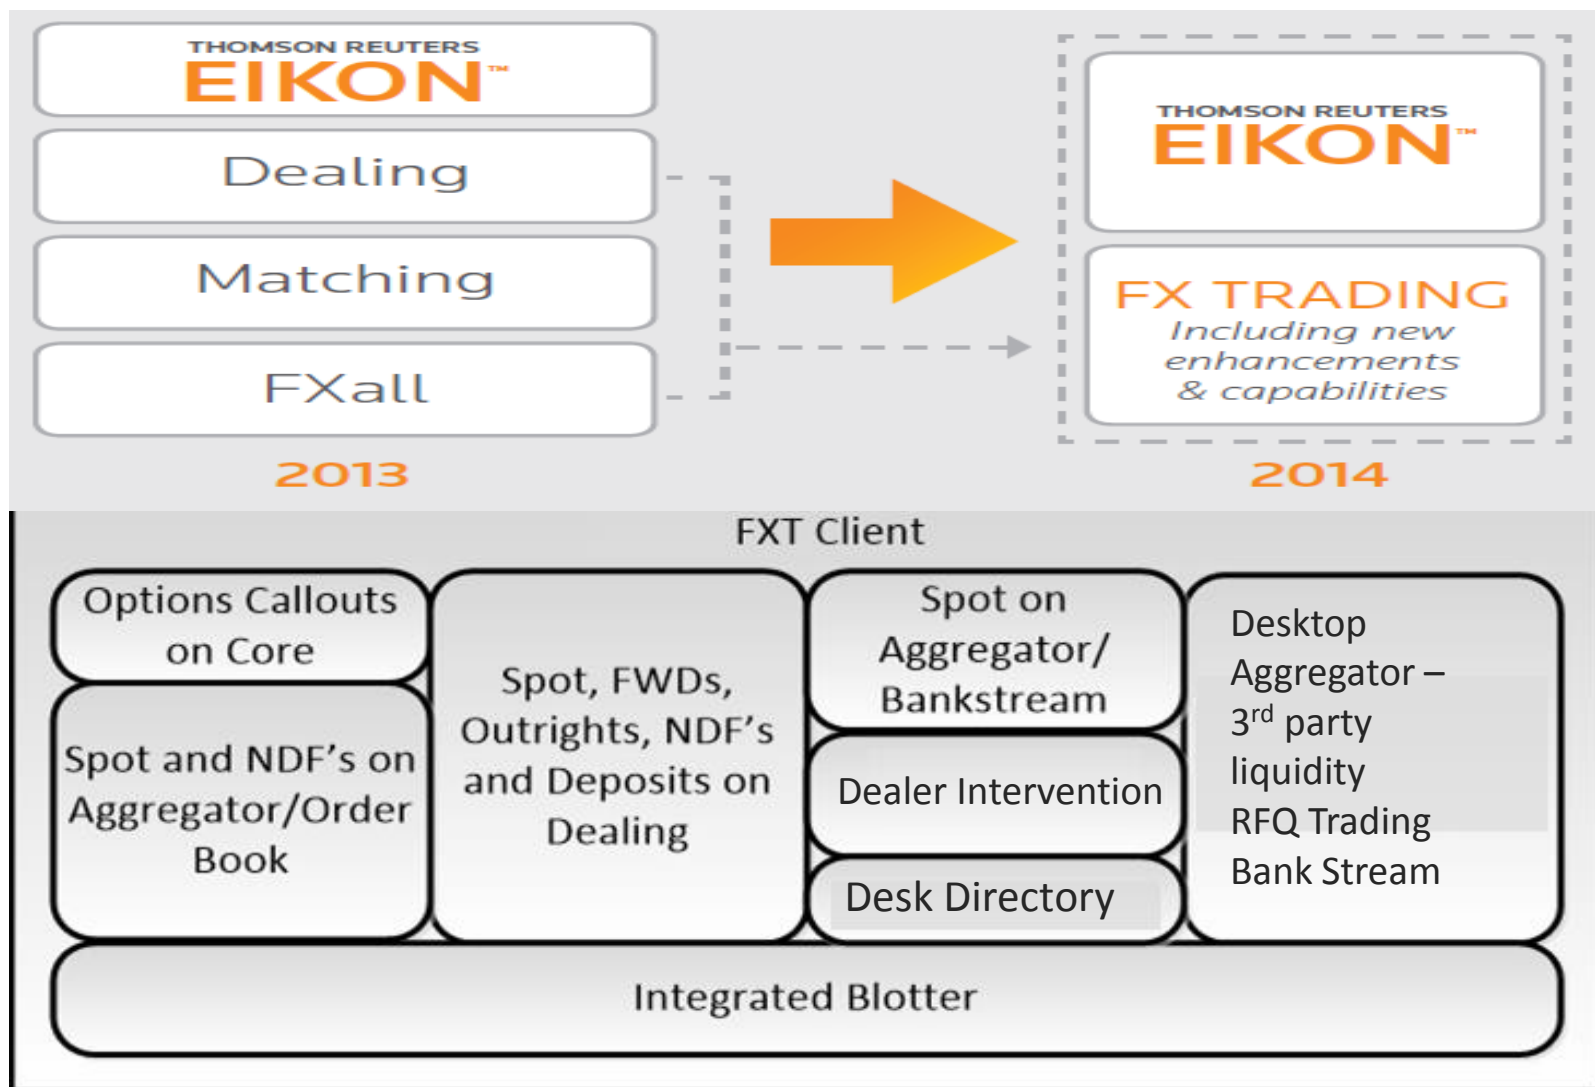 THOMSON REUTERS
EIKON™
Dealing
Matching
FXall
2013
THOMSON REUTERS
EIKON™
FX TRADING
Including new
enhancements
& capabilities
2014
FXT Client
Options Callouts
on Core
Spot and NDF's on
Aggregator/Order
Book
Spot, FWDs,
Outrights, NDF's
and Deposits on
Dealing
Spot on
Aggregator/
Bankstream
Dealer Intervention
Desk Directory
Desktop
Aggregator –
3rd party
liquidity
RFQ Trading
Bank Stream
Integrated Blotter